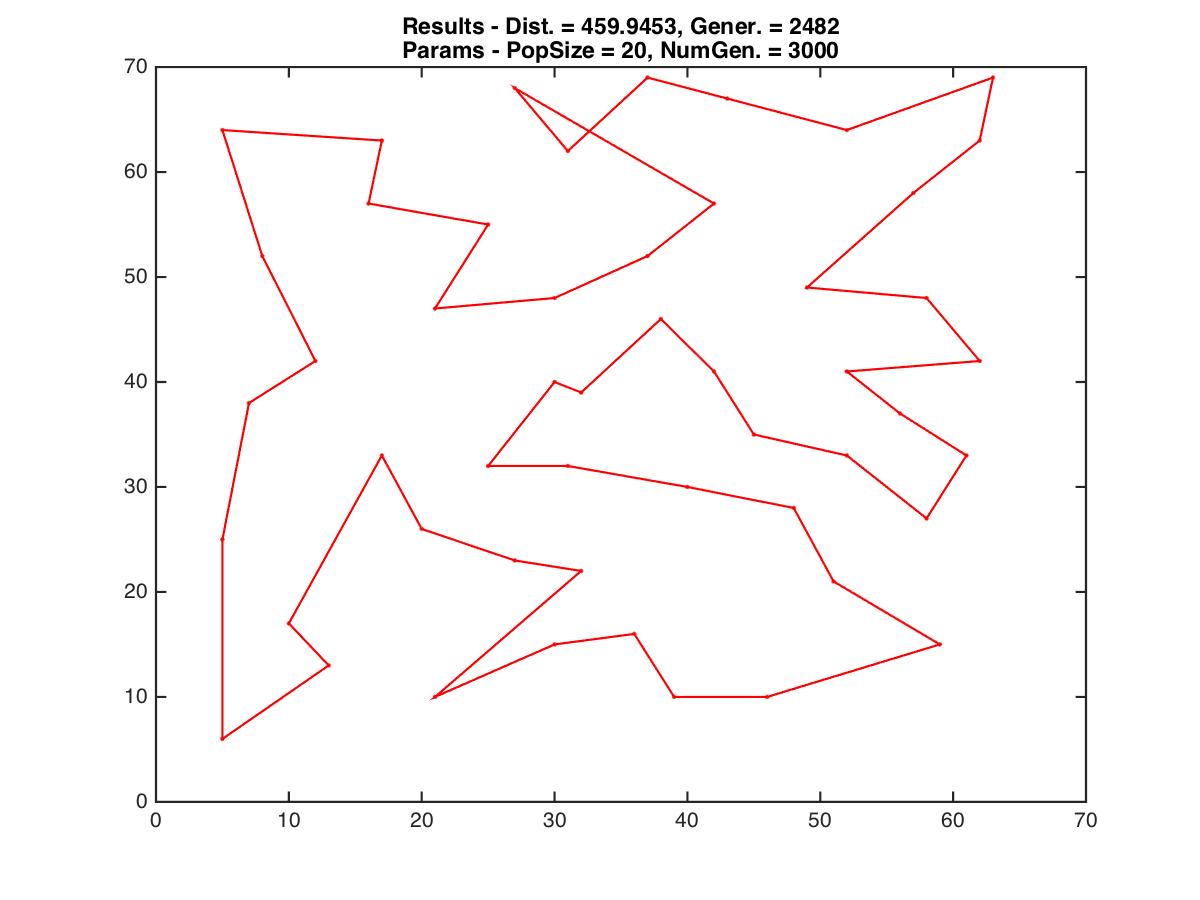 Results - Dist. = 459.9453, Gener. = 2482
Params - PopSize = 20, NumGen. = 3000
70
60
50
40
30
20
10
0
0 10 20 30 40 50 60 70